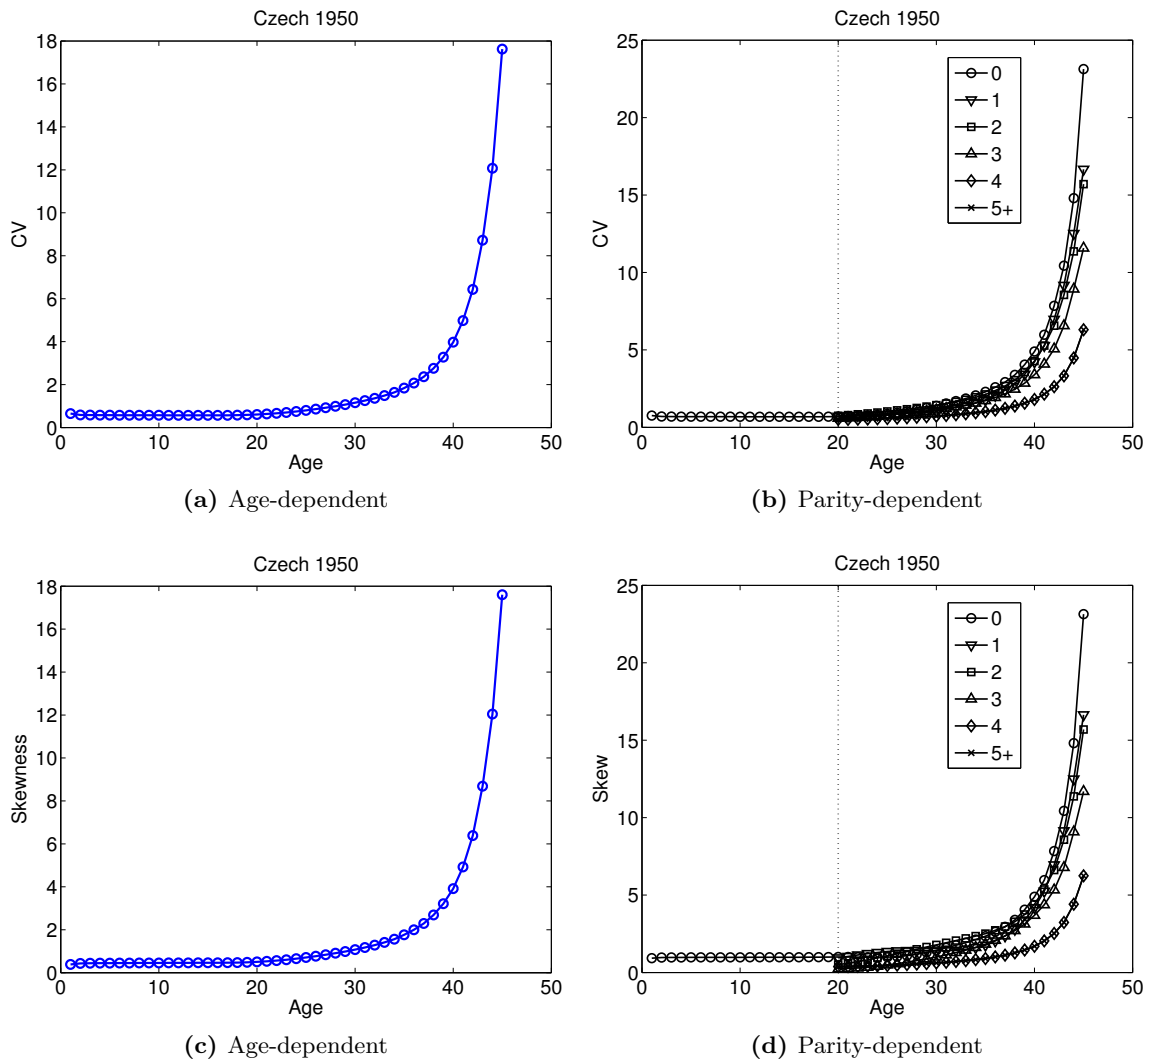 Czech 1950
18
16
14
12
10
8
6
4
2
0
CV
0 10 20 30 40 50
Age
(a) Age-dependent
Czech 1950
25
20
15
10
5
0
CV
0
1
2
3
4
5+
0 10 20 30 40 50
Age
(b) Parity-dependent
Czech 1950
18
16
14
12
10
8
6
4
2
0
Skewness
0 10 20 30 40 50
Age
(c) Age-dependent
Czech 1950
25
20
15
10
5
0
Skew
0
1
2
3
4
5+
0 10 20 30 40 50
Age
(d) Parity-dependent